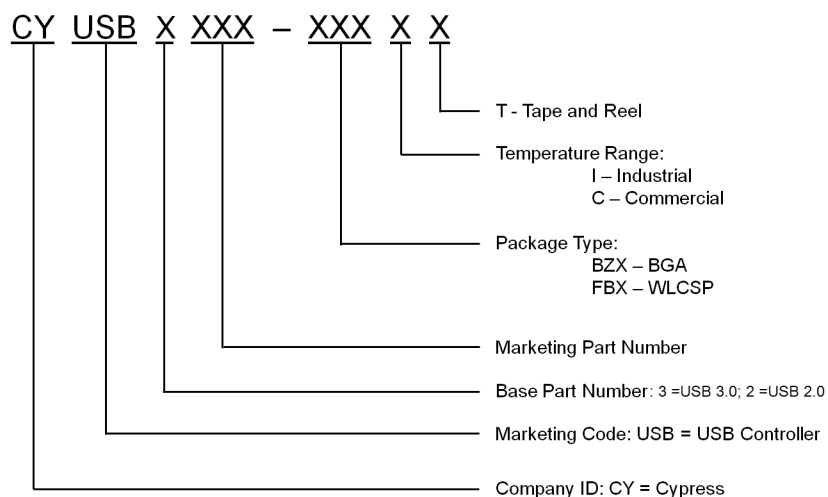 CY USB X XXX – XXX X X
T - Tape and Reel
Temperature Range:
I – Industrial
C – Commercial
Package Type:
BZX – BGA
FBX – WLCSP
Marketing Part Number
Base Part Number: 3 =USB 3.0; 2 =USB 2.0
Marketing Code: USB = USB Controller
Company ID: CY = Cypress